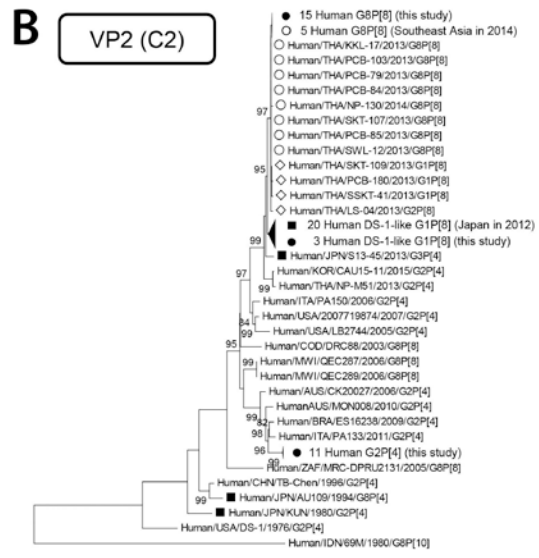 B
VP2 (C2)
15 Human G8P[8] (this study)
5 Human G8P[8] (Southeast Asia in 2014)
Human/THA/KKL-17/2013/G8P[8]
Human/THA/PCB-103/2013/G8P[8]
Human/THA/PCB-79/2013/G8P[8]
Human/THA/PCB-84/2013/G8P[8]
Human/THA/NP-130/2014/G8P[8]
97
Human/THA/SKT-107/2013/G8P[8]
Human/THA/PCB-85/2013/G8P[8]
Human/THA/SWL-12/2013/G8P[8]
Human/THA/SKT-109/2013/G1P[8]
95
Human/THA/PCB-180/2013/G1P[8]
Human/THA/SSKT-41/2013/G1P[8]
Human/THA/LS-04/2013/G2P[8]
20 Human DS-1-like G1P[8] (Japan in 2012)
3 Human DS-1-like G1P[8] (this study)
99
Human/JPN/S13-45/2013/G3P[4]
97
Human/KOR/CAU15-11/2015/G2P[4]
99
Human/THA/NP-M51/2013/G2P[4]
Human/ITA/PA150/2006/G2P[4]
Human/USA/2007719874/2007/G2P[4]
84
99
Human/USA/LB2744/2005/G2P[4]
95
Human/COD/DRC88/2003/G8P[8]
99
Human/MWI/QEC287/2006/G8P[8]
Human/MWI/QEC289/2006/G8P[8]
Human/AUS/CK20027/2006/G2P[4]
HumanAUS/MON008/2010/G2P[4]
99
82
Human/BRA/ES16238/2009/G2P[4]
98
Human/ITA/PA133/2011/G2P[4]
96
11 Human G2P[4] (this study)
99
Human/ZAF/MRC-DPRU2131/2005/G8P[8]
Human/CHN/TB-Chen/1996/G2P[4]
99
Human/JPN/AU109/1994/G8P[4]
Human/JPN/KUN/1980/G2P[4]
Human/USA/DS-1/1976/G2P[4]
Human/IDN/69M/1980/G8P[10]